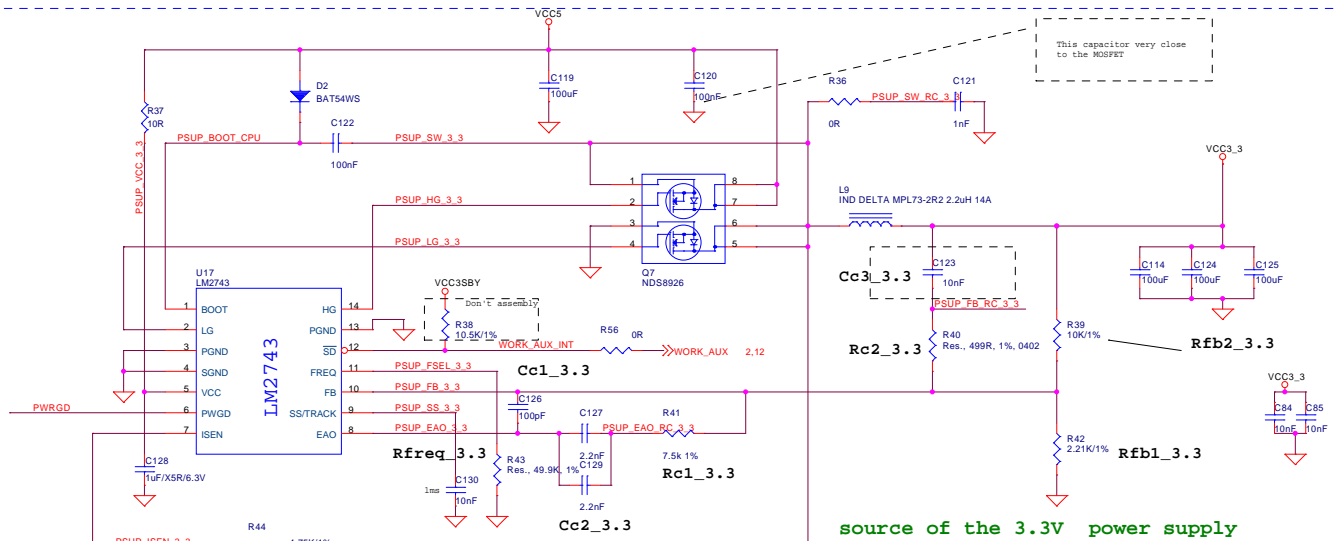 VCC5
This capacitor very close
to the MOSFET
D2
BAT54WS
C119
100uF
C120
100nF
R36
0R
PSUP_SW_RC_3_3
C121
1nF
R37
10R
PSUP_BOOT_CPU
C122
100nF
PSUP_SW_3_3
PSUP_VCC_3_3
VCC3_3
1
2
3
4
8
7
6
5
PSUP_HG_3_3
PSUP_LG_3_3
Q7
NDS8926
L9
IND DELTA MPL73-2R2 2.2uH 14A
Cc3_3.3
C123
10nF
PSUP_FB_RC_3_3
C114
100uF
C124
100uF
C125
100uF
U17
LM2743
LM2743
1
BOOT
2
LG
3
PGND
4
SGND
5
VCC
6
PWGD
7
ISEN
HG
14
PGND
13
SD
12
FREQ
11
FB
10
SS/TRACK
9
EAO
8
VCC3SBY
Don't assembly
R38
10.5K/1%
WORK_AUX_INT
R56
0R
WORK_AUX
2,12
Cc1_3.3
PSUP_FSEL_3_3
PSUP_FB_3_3
PSUP_SS_3_3
PSUP_EAO_3_3
Rc2_3.3
R40
Res., 499R, 1%, 0402
R39
10K/1%
Rfb2_3.3
PWRGD
C126
100pF
C127
2.2nF
PSUP_EAO_RC_3_3
R41
7.5k 1%
Rc1_3.3
C129
2.2nF
Cc2_3.3
Rfreq_3.3
R43
Res., 49.9K, 1%
1ms
C130
10nF
C128
1uF/X5R/6.3V
R42
2.21K/1%
Rfb1_3.3
VCC3_3
C84
10nF
C85
10nF
R44
source of the 3.3V power supply